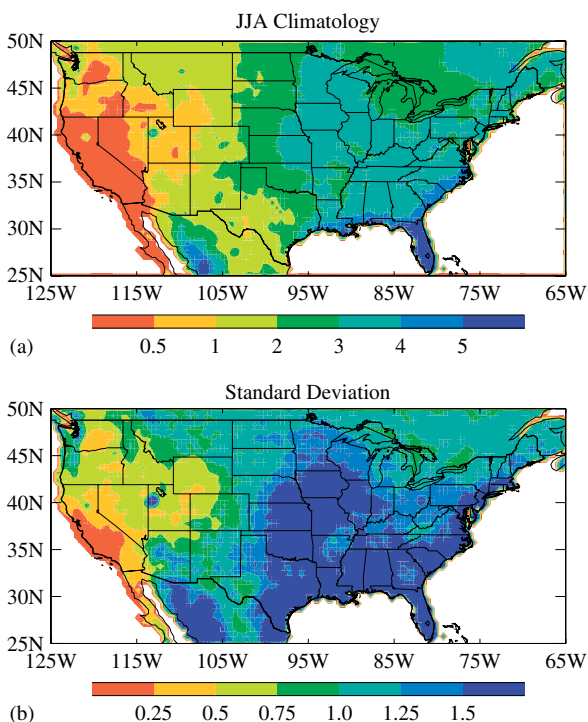 JJA Climatology
50N
45N
40N
35N
30N
25N
125W 115W 105W 95W 85W 75W 65W
(a) 0.5 1 2 3 4 5
Standard Deviation
50N
45N
40N
35N
30N
25N
125W 115W 105W 95W 85W 75W 65W
(b) 0.25 0.5 0.75 1.0 1.25 1.5